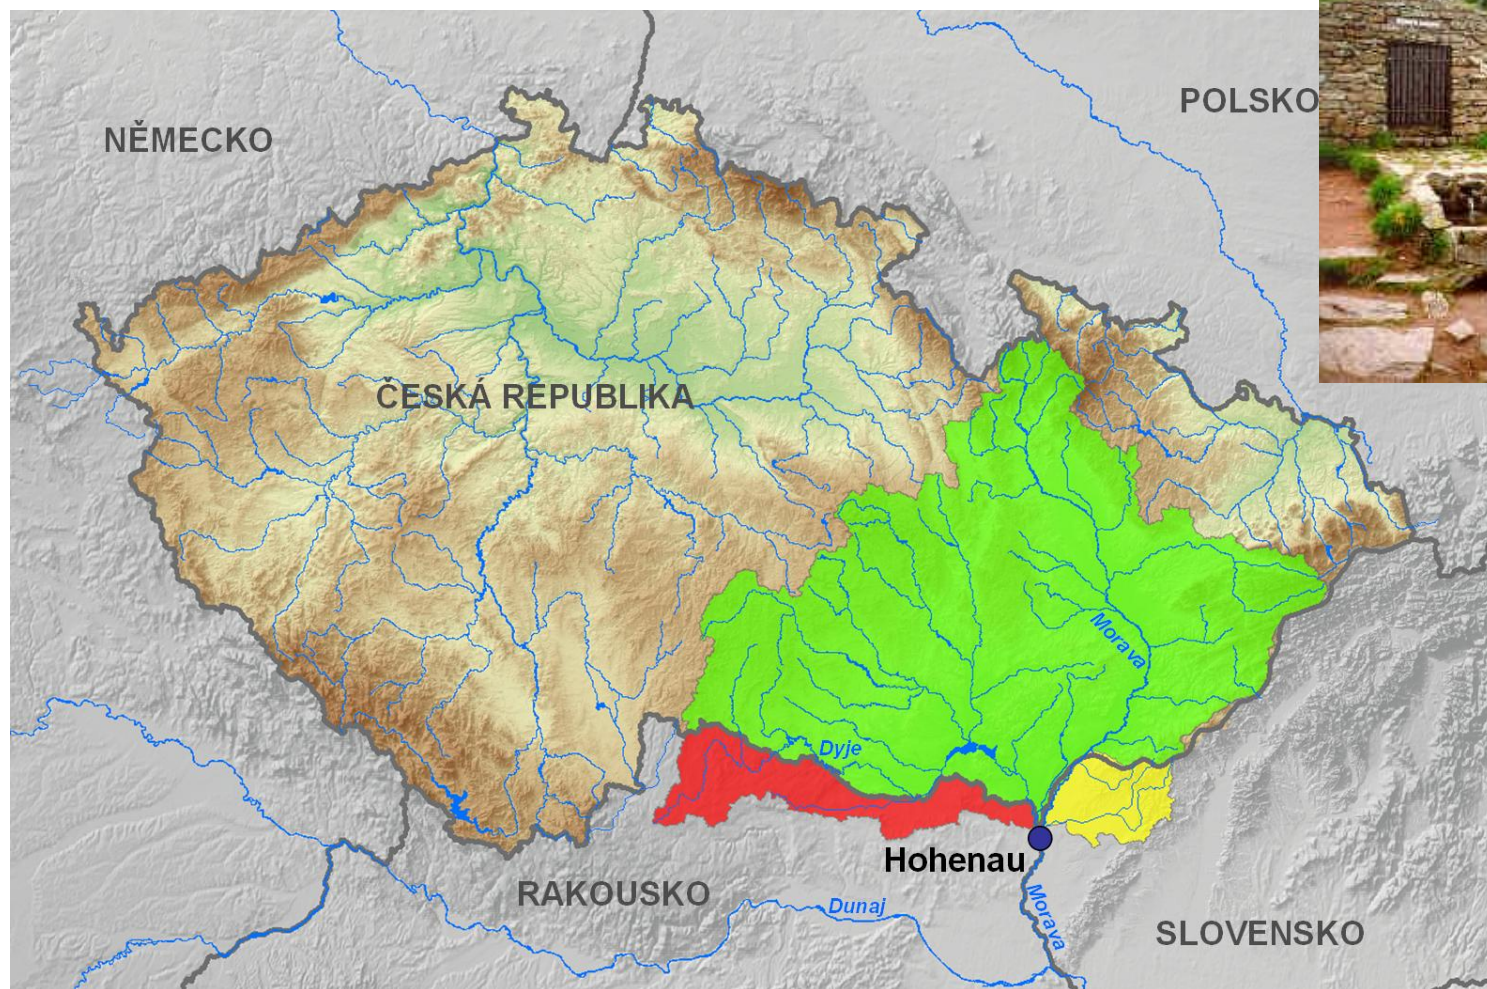 POLSKO
NĚMECKO
ČESKÁ REPUBLIKA
Morava
Dyje
Hohenau
RAKOUSKO
Dunaj
Morava
SLOVENSKO